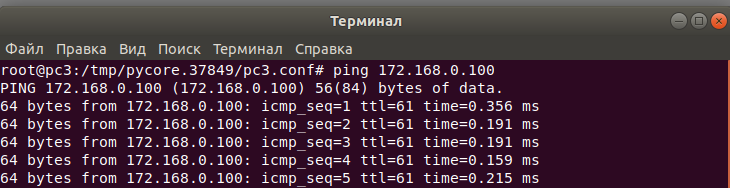 Терминал
Файл Правка Вид Поиск Терминал Справка
root@pc3:/tmp/pycore.37849/pc3.conf# ping 172.168.0.100
PING 172.168.0.100 (172.168.0.100) 56(84) bytes of data.
64 bytes from 172.168.0.100: icmp_seq=1 ttl=61 time=0.356 ms
64 bytes from 172.168.0.100: icmp_seq=2 ttl=61 time=0.191 ms
64 bytes from 172.168.0.100: icmp_seq=3 ttl=61 time=0.191 ms
64 bytes from 172.168.0.100: icmp_seq=4 ttl=61 time=0.159 ms
64 bytes from 172.168.0.100: icmp_seq=5 ttl=61 time=0.215 ms